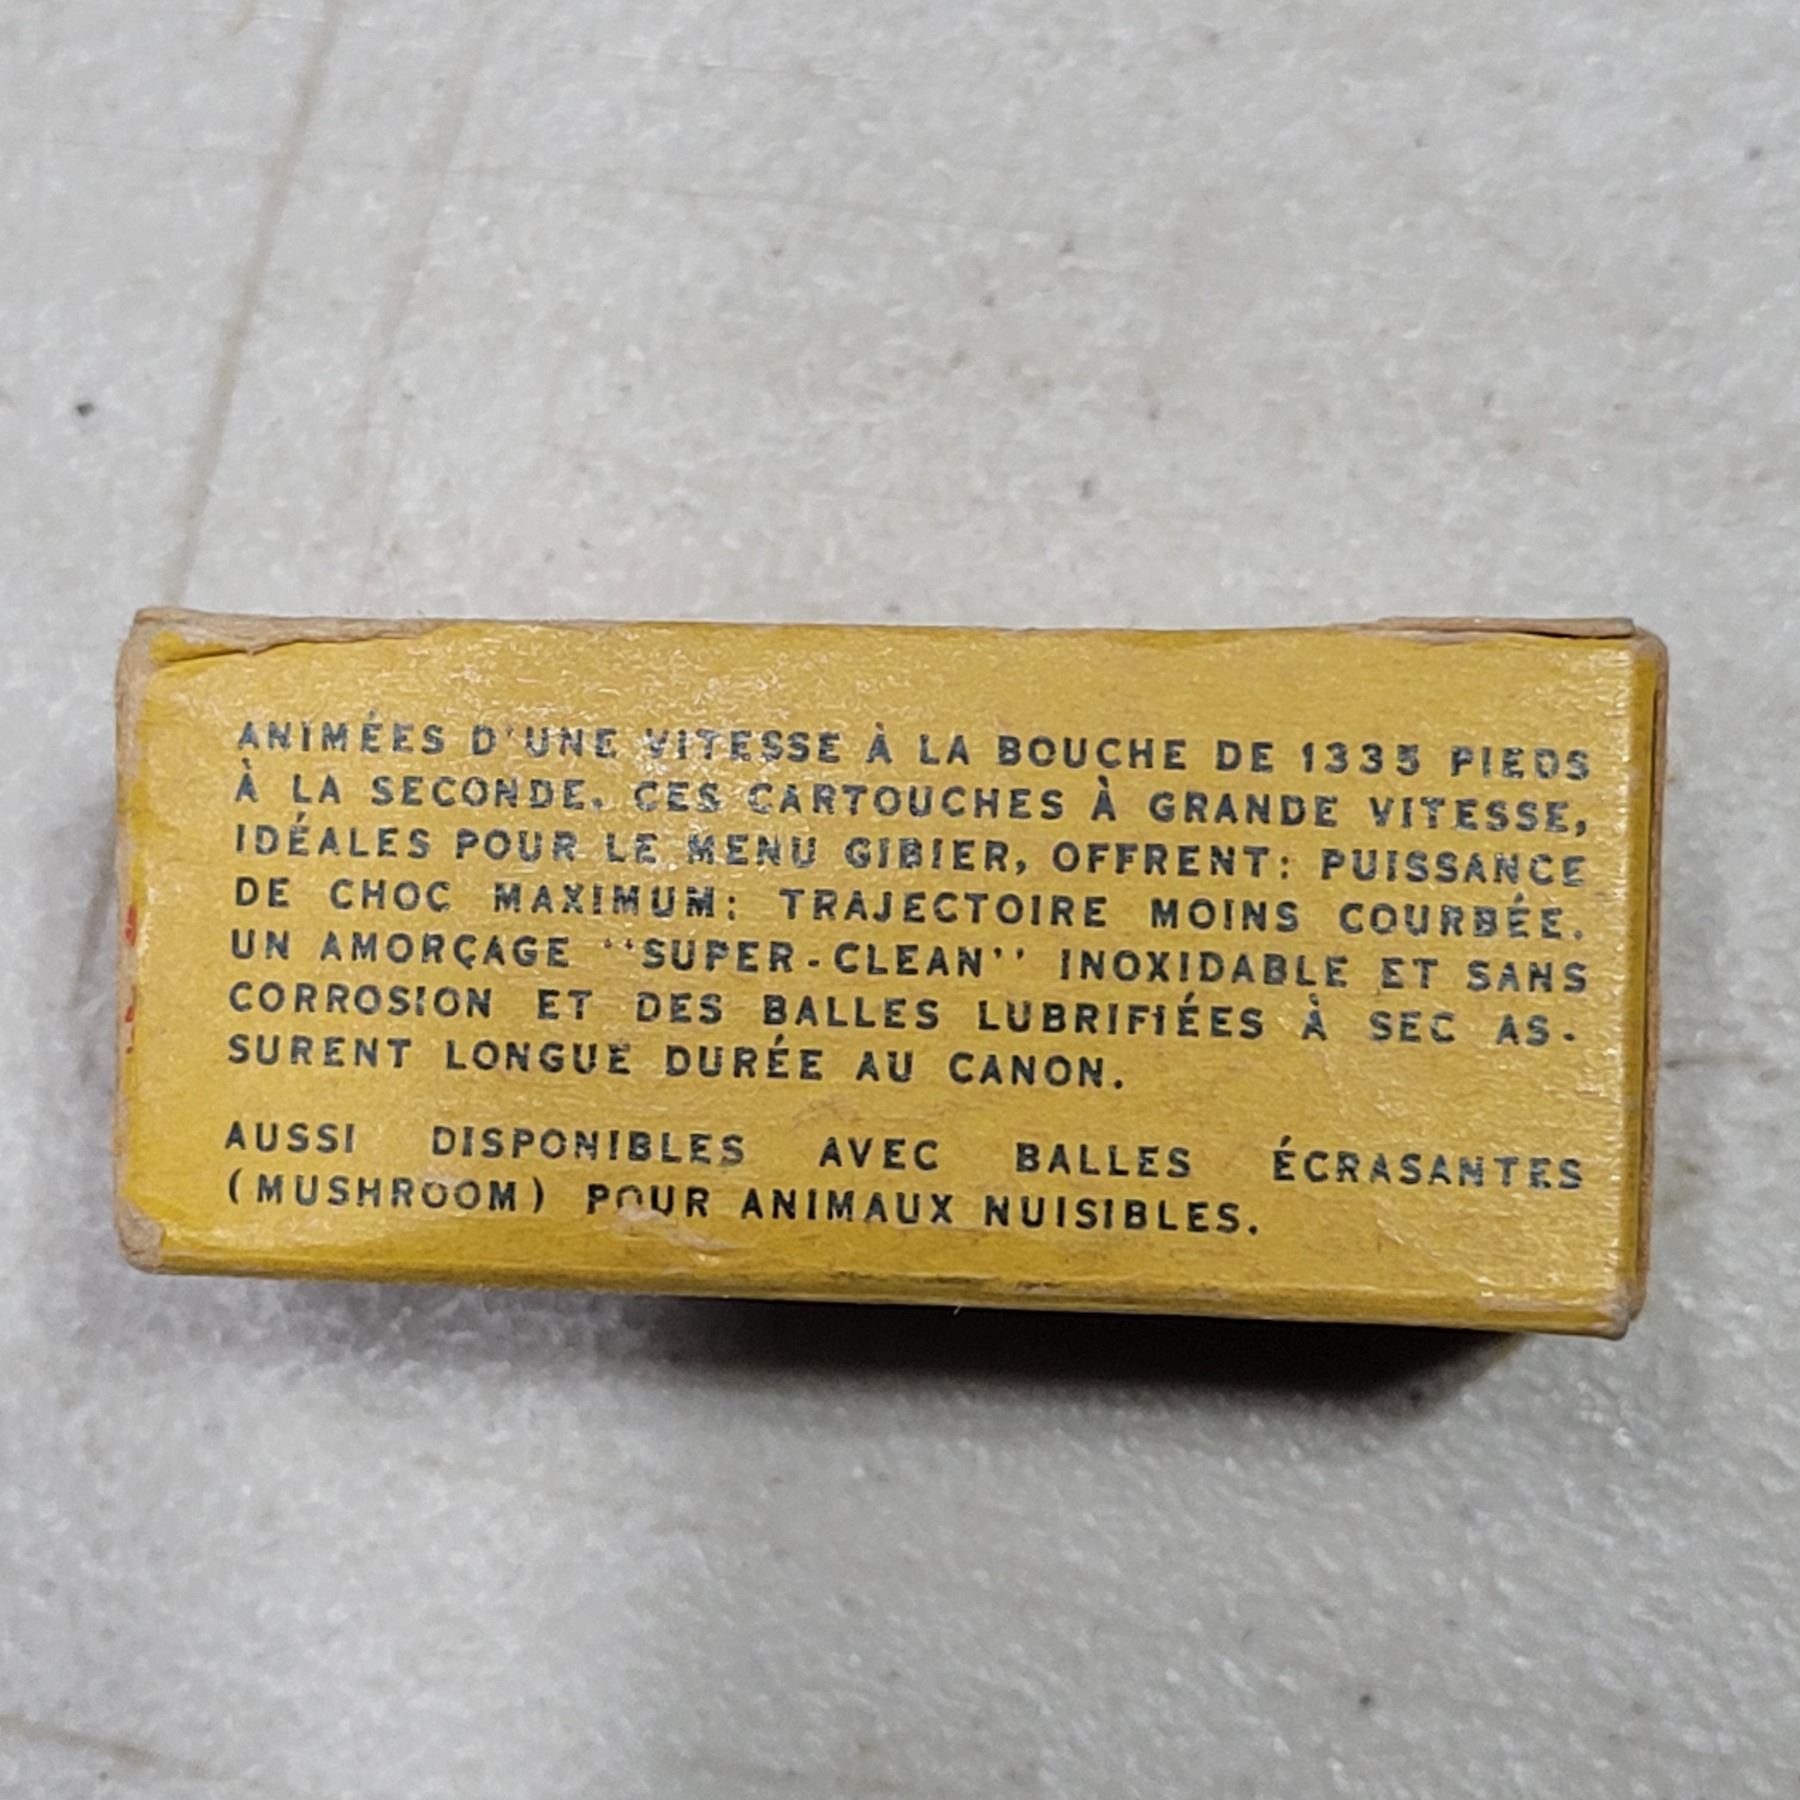 ANIMÉES D'UNE VITESSE À LA BOUCHE DE 1335 PIEDS
À LA SECONDE. CES CARTOUCHES À GRANDE VITESSE,
IDÉALES POUR LE MENU GIBIER, OFFRENT: PUISSANCE
DE CHOC MAXIMUM: TRAJECTOIRE MOINS COURBÉE.
UN AMORÇAGE "SUPER-CLEAN" INOXIDABLE ET SANS
CORROSION ET DES BALLES LUBRIFIÉES À SEC AS-
SURENT LONGUE DURÉE AU CANON.
AUSSI DISPONIBLES AVEC BALLES ÉCRASANTES
(MUSHROOM) POUR ANIMAUX NUISIBLES.